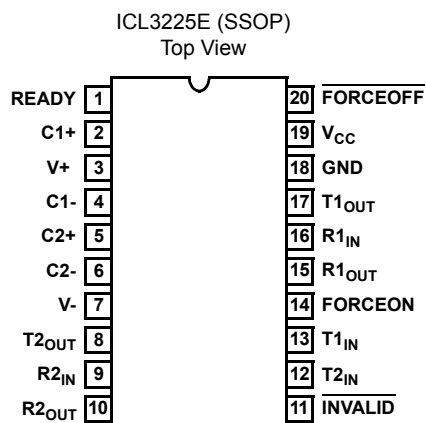 ICL3225E (SSOP)
Top View
READY 1 20 FORCEOFF
C1+ 2 19 VCC
V+ 3 18 GND
C1- 4 17 T1OUT
C2+ 5 16 R1IN
C2- 6 15 R1OUT
V- 7 14 FORCEON
T2OUT 8 13 T1IN
R2IN 9 12 T2IN
R2OUT 10 11 INVALID